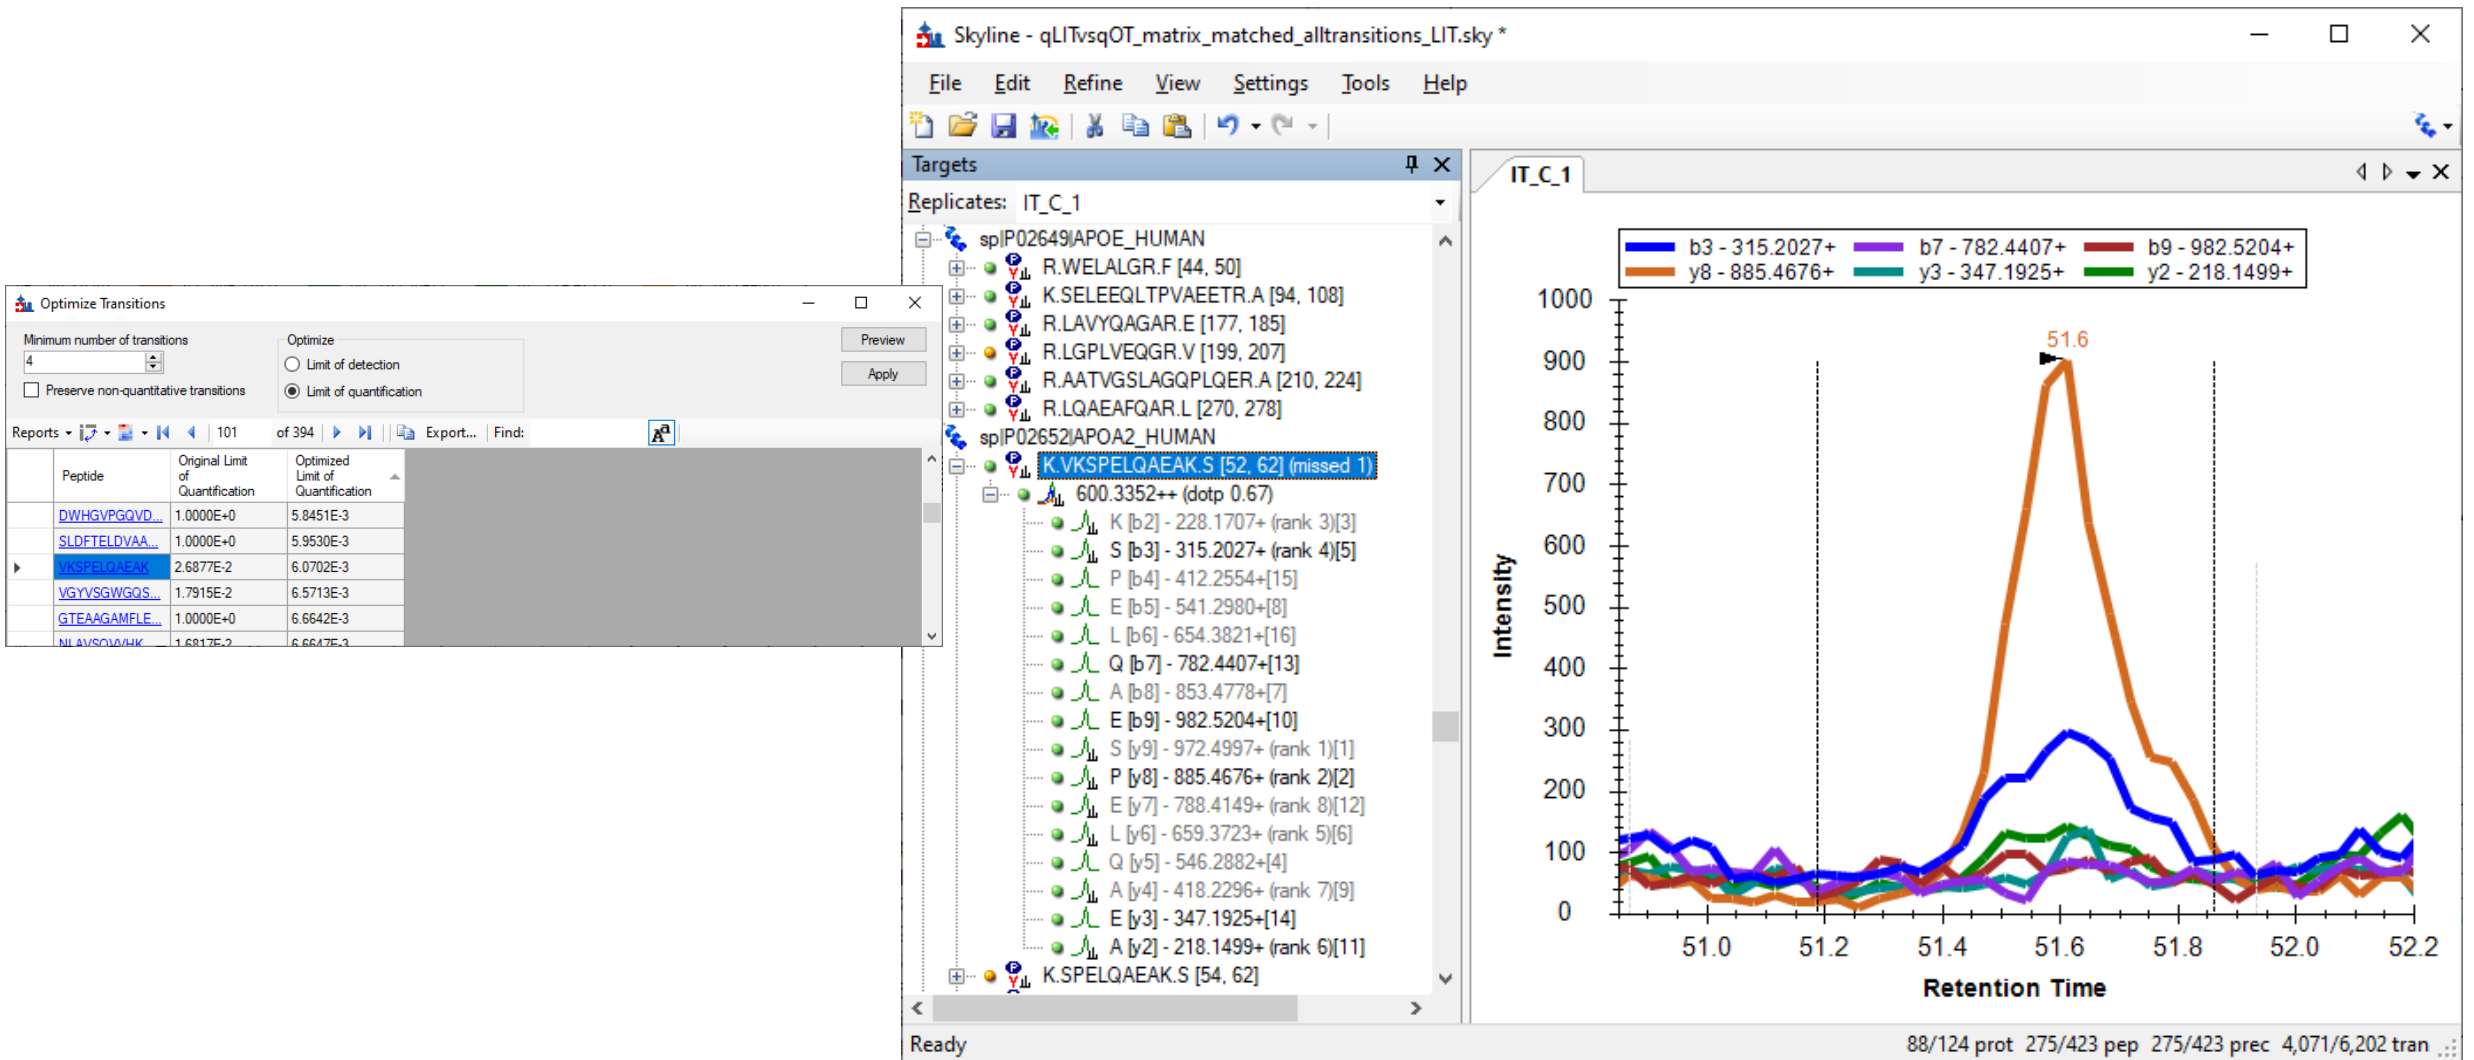 Optimize Transitions
Minimum number of transitions
4
Preserve non-quantitative transitions
Optimize
Limit of detection
Limit of quantification
Preview
Apply
Reports 101 of 394 Export... Find: Aa
Peptide
Original Limit
of
Quantification
Optimized
Limit of
Quantification
DWHGVPGQVD... 1.0000E+0 5.8451E-3
SLDFTELDVAA... 1.0000E+0 5.9530E-3
VKSPELQAEAK 2.6877E-2 6.0702E-3
VGYVSGWGQS... 1.7915E-2 6.5713E-3
GTEAAGAMFLE... 1.0000E+0 6.6642E-3
NLAVSQVVHK 1.6817E-2 6.6647E-3
Skyline - qLITvsqOT_matrix_matched_alltransitions_LIT.sky *
File Edit Refine View Settings Tools Help
Targets
Replicates: IT_C_1
sp|P02649|APOE_HUMAN
R.WELALGR.F [44, 50]
K.SELEEQLTPVAEETR.A [94, 108]
R.LAVYQAGAR.E [177, 185]
R.LGPLVEQGR.V [199, 207]
R.AATVGSLAGQPLQER.A [210, 224]
R.LQAEAFQAR.L [270, 278]
sp|P02652|APOA2_HUMAN
K.VKSPELQAEAK.S [52, 62] (missed 1)
600.3352++ (dotp 0.67)
K [b2] - 228.1707+ (rank 3)[3]
S [b3] - 315.2027+ (rank 4)[5]
P [b4] - 412.2554+[15]
E [b5] - 541.2980+[8]
L [b6] - 654.3821+[16]
Q [b7] - 782.4407+[13]
A [b8] - 853.4778+[7]
E [b9] - 982.5204+[10]
S [y9] - 972.4997+ (rank 1)[1]
P [y8] - 885.4676+ (rank 2)[2]
E [y7] - 788.4149+ (rank 8)[12]
L [y6] - 659.3723+ (rank 5)[6]
Q [y5] - 546.2882+[4]
A [y4] - 418.2296+ (rank 7)[9]
E [y3] - 347.1925+[14]
A [y2] - 218.1499+ (rank 6)[11]
K.SPELQAEAK.S [54, 62]
IT_C_1
b3 - 315.2027+ b7 - 782.4407+ b9 - 982.5204+
y8 - 885.4676+ y3 - 347.1925+ y2 - 218.1499+
51.6
1000
900
800
700
600
500
400
300
200
100
0
Intensity
51.0 51.2 51.4 51.6 51.8 52.0 52.2
Retention Time
Ready
88/124 prot 275/423 pep 275/423 prec 4,071/6,202 tran